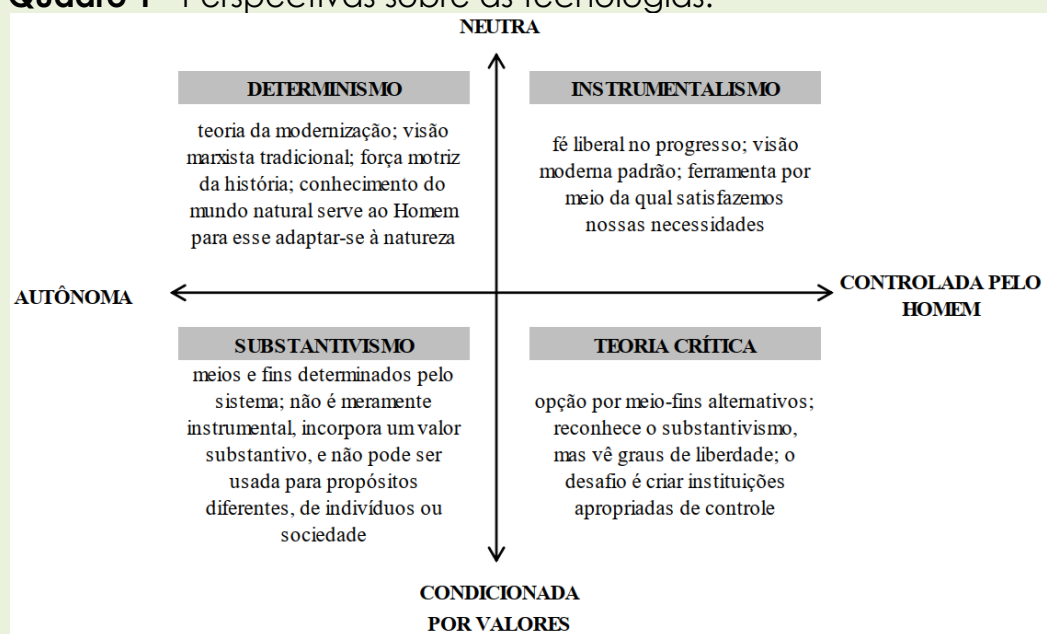 Quadro 1 - Perspectivas sobre as tecnologias.
NEUTRA
DETERMINISMO
teoria da modernização; visão
marxista tradicional; força motriz
da história; conhecimento do
mundo natural serve ao Homem
para esse adaptar-se à natureza
INSTRUMENTALISMO
fé liberal no progresso; visão
moderna padrão; ferramenta por
meio da qual satisfazemos
nossas necessidades
AUTÔNOMA
CONTROLADA PELO
HOMEM
SUBSTANTIVISMO
meios e fins determinados pelo
sistema; não é meramente
instrumental, incorpora um valor
substantivo, e não pode ser
usada para propósitos
diferentes, de indivíduos ou
sociedade
TEORIA CRÍTICA
opção por meio-fins alternativos;
reconhece o substantivismo,
mas vê graus de liberdade; o
desafio é criar instituições
apropriadas de controle
CONDICIONADA
POR VALORES